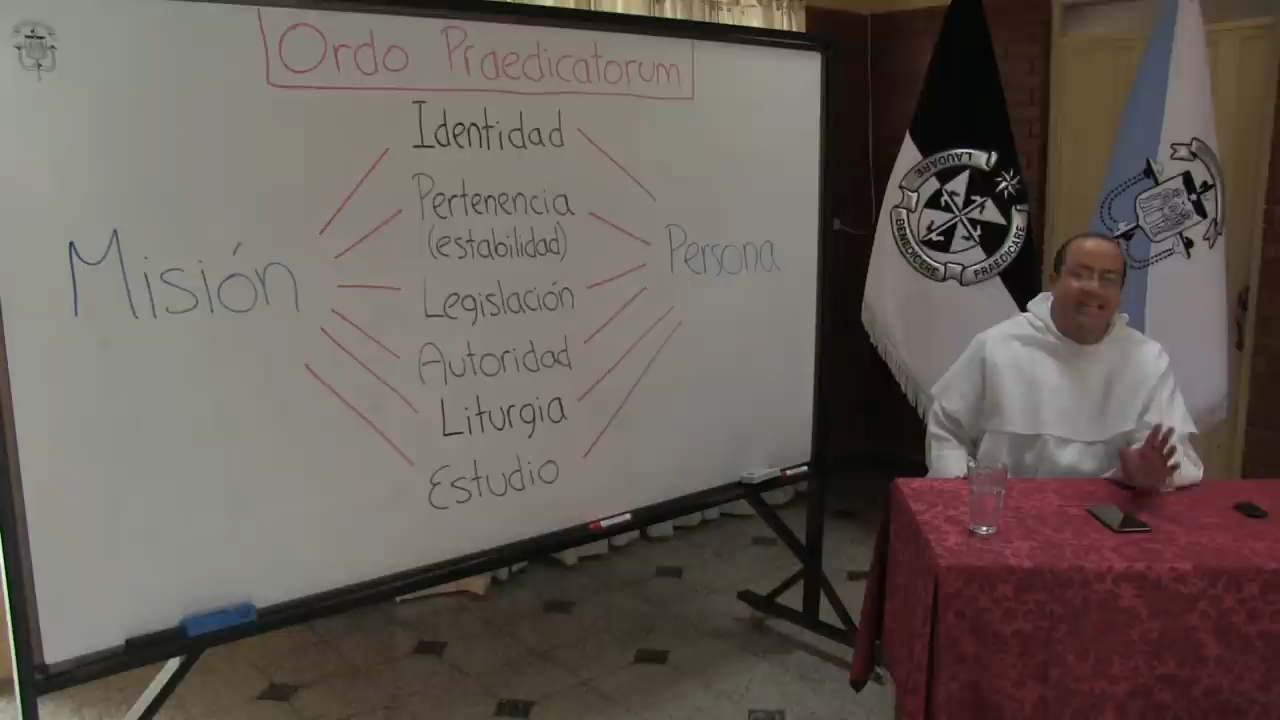 Ordo Praedicatorum
Identidad
Pertenencia
(estabilidad)
Misión
Persona
Legislación
Autoridad
Liturgia
Estudio
LAUDARE
BENEDICERE
PRAEDICARE